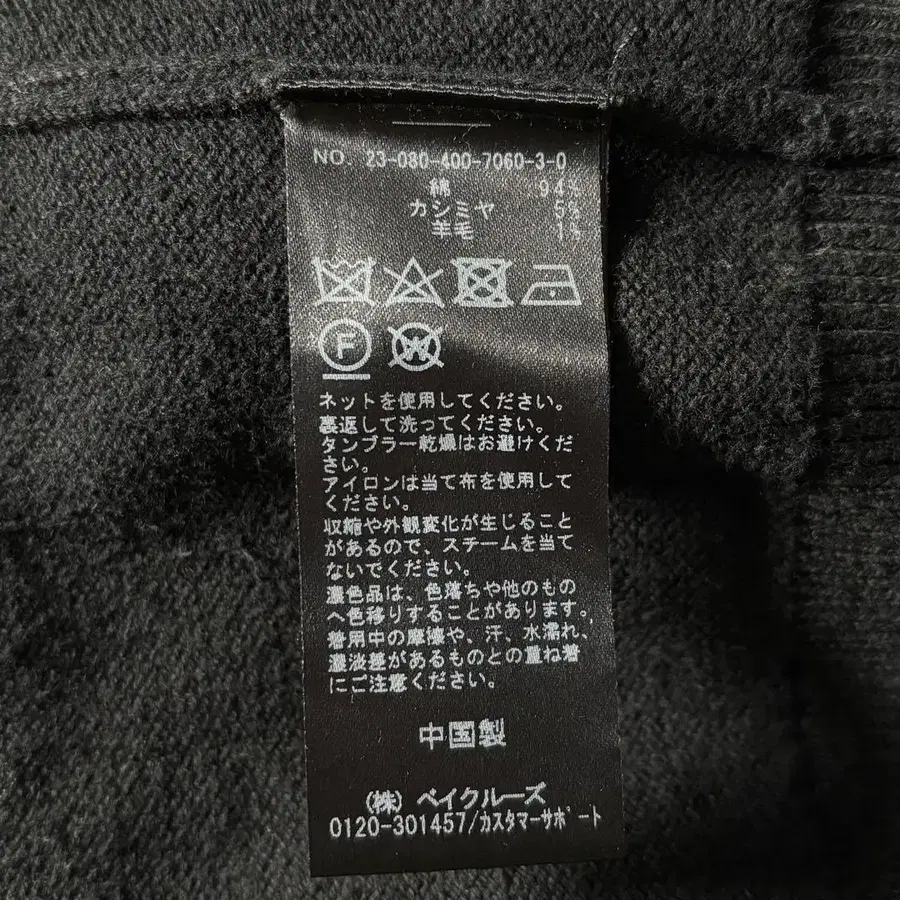 NO. 23-080-400-7060-3-0
綿 94%
カシミヤ 5%
羊毛 1%
F W
ネットを使用してください。
裏返して洗ってください。
タンブラー乾燥はお避けくだ
さい。
アイロンは当て布を使用して
ください。
収縮や外観変化が生じること
があるので、スチームを当て
ないでください。
濃色品は、色落ちや他のもの
へ色移りすることがあります。
着用中の摩擦や、汗、水濡れ、
濃淡差があるものとの重ね着
にご注意ください。
中国製
(株) ベイクルーズ
0120-301457/カスタマーサポート